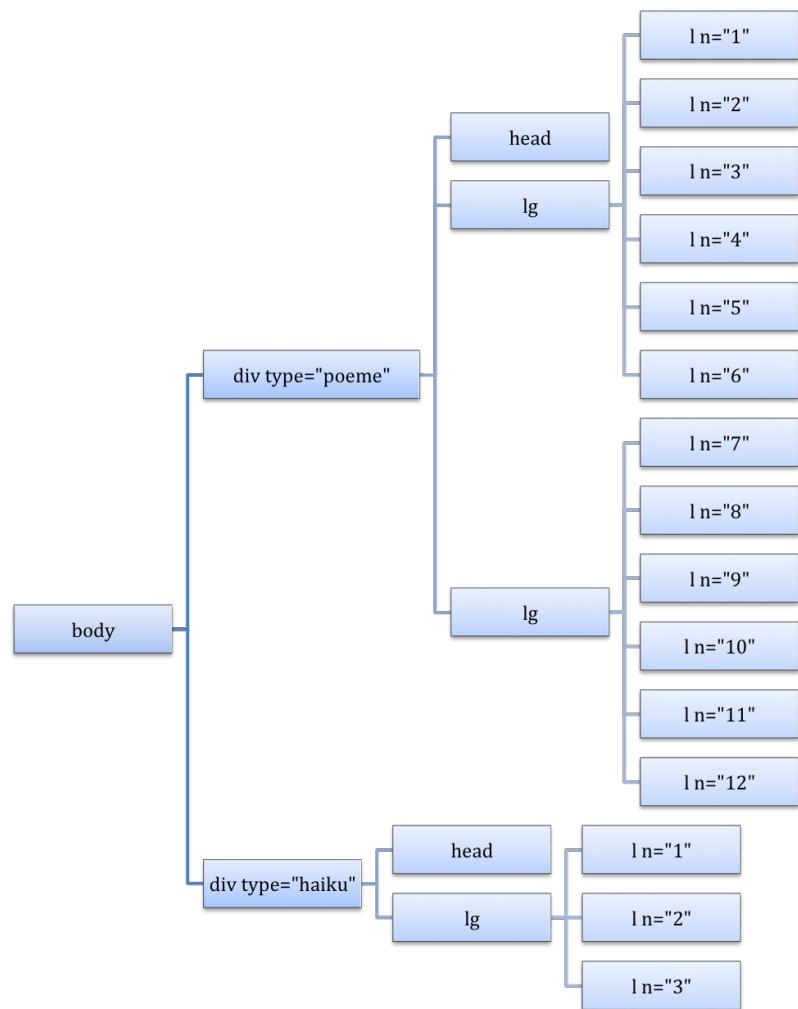 body
div type="poeme"
head
lg
l n="1"
l n="2"
l n="3"
l n="4"
l n="5"
l n="6"
lg
l n="7"
l n="8"
l n="9"
l n="10"
l n="11"
l n="12"
div type="haiku"
head
lg
l n="1"
l n="2"
l n="3"